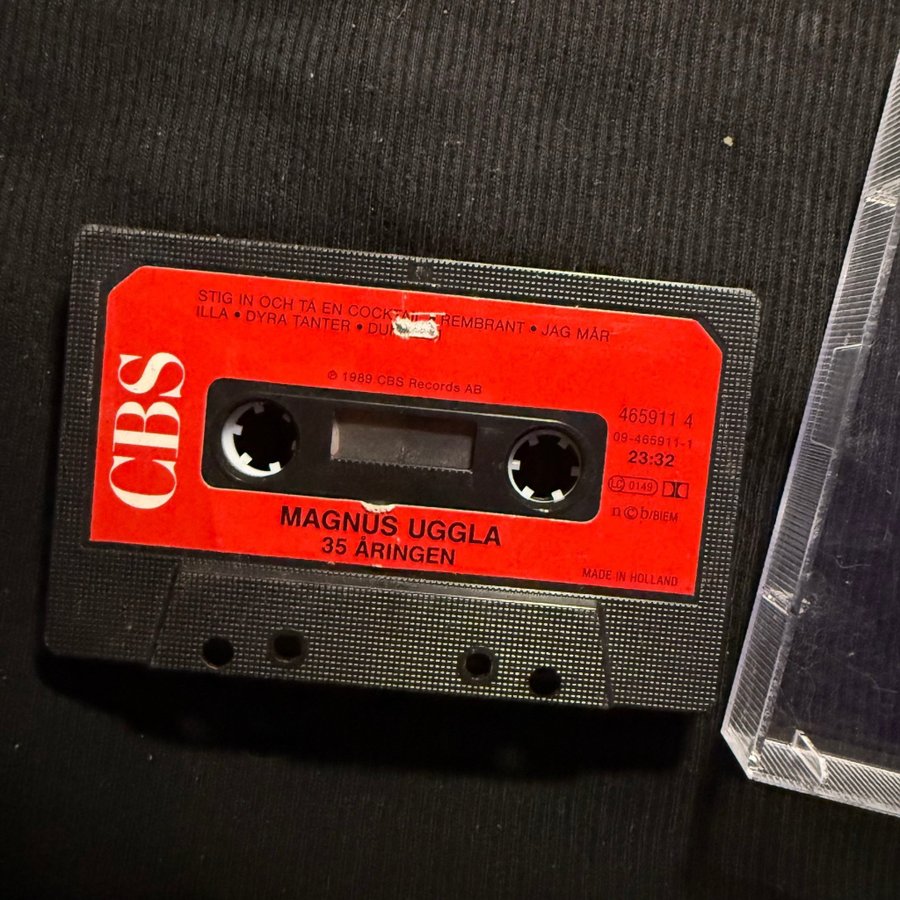 STIG IN OCH TA EN COCKTAIL • REMBRANT • JAG MÅR
ILLA • DYRA TANTER • DU
℗ 1989 CBS Records AB
CBS
465911 4
09-465911-1
23:32
LC 0149
n©b/BIEM
MAGNUS UGGLA
35 ÅRINGEN
MADE IN HOLLAND